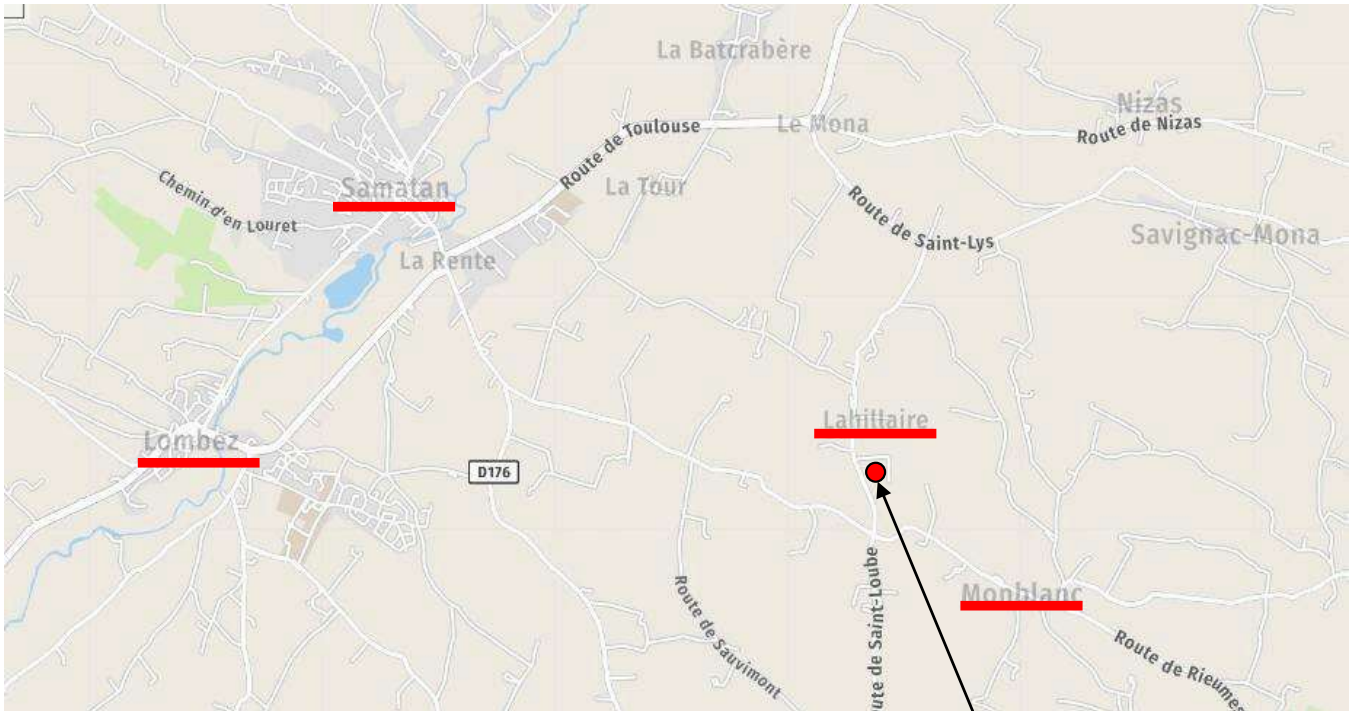 La Batcrabère
Nizas
Route de Toulouse
Le Mona
Route de Nizas
Samatan
La Tour
Chemin d'en Louret
Route de Saint-Lys
Savignac-Mona
La Rente
Lahillaire
Lombez
D176
Route de Sauvimont
oute de Saint-Loube
Monblanc
Route de Rieumes